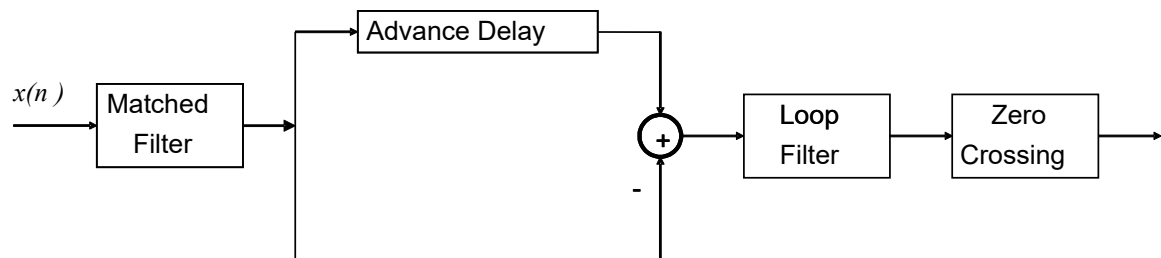 Advance Delay
x(n )
Matched
Filter
+
-
Loop
Filter
Zero
Crossing